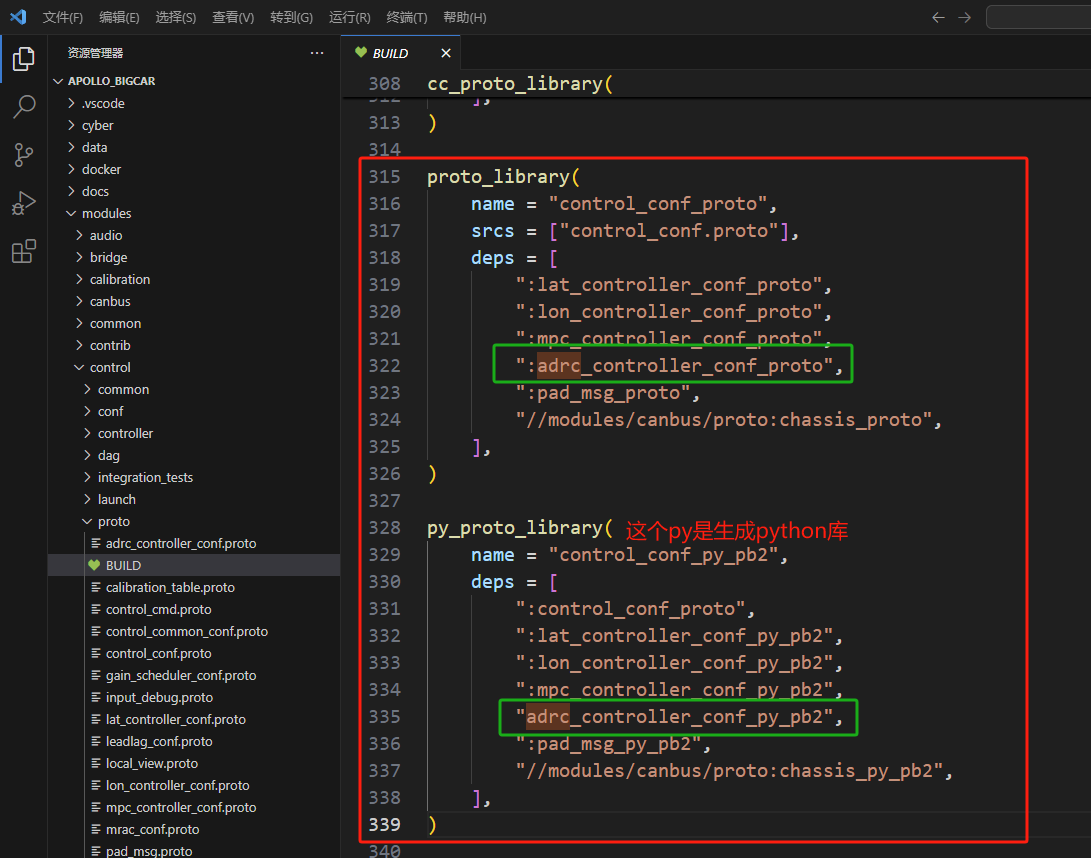 文件(F) 编辑(E) 选择(S) 查看(V) 转到(G) 运行(R) 终端(T) 帮助(H)
资源管理器
APOLLO_BIGCAR
.vscode
cyber
data
docker
docs
modules
audio
bridge
calibration
canbus
common
contrib
control
common
conf
controller
dag
integration_tests
launch
proto
adrc_controller_conf.proto
BUILD
calibration_table.proto
control_cmd.proto
control_common_conf.proto
control_conf.proto
gain_scheduler_conf.proto
input_debug.proto
lat_controller_conf.proto
leadlag_conf.proto
local_view.proto
lon_controller_conf.proto
mpc_controller_conf.proto
mrac_conf.proto
pad_msg.proto
BUILD
308 cc_proto_library(
312 ],
313 )
314
315 proto_library(
316 name = "control_conf_proto",
317 srcs = ["control_conf.proto"],
318 deps = [
319 ":lat_controller_conf_proto",
320 ":lon_controller_conf_proto",
321 ":mpc_controller_conf_proto",
322 ":adrc_controller_conf_proto",
323 ":pad_msg_proto",
324 "//modules/canbus/proto:chassis_proto",
325 ],
326 )
327
328 py_proto_library( 这个py是生成python库
329 name = "control_conf_py_pb2",
330 deps = [
331 ":control_conf_proto",
332 ":lat_controller_conf_py_pb2",
333 ":lon_controller_conf_py_pb2",
334 ":mpc_controller_conf_py_pb2",
335 "adrc_controller_conf_py_pb2",
336 ":pad_msg_py_pb2",
337 "//modules/canbus/proto:chassis_py_pb2",
338 ],
339 )
340